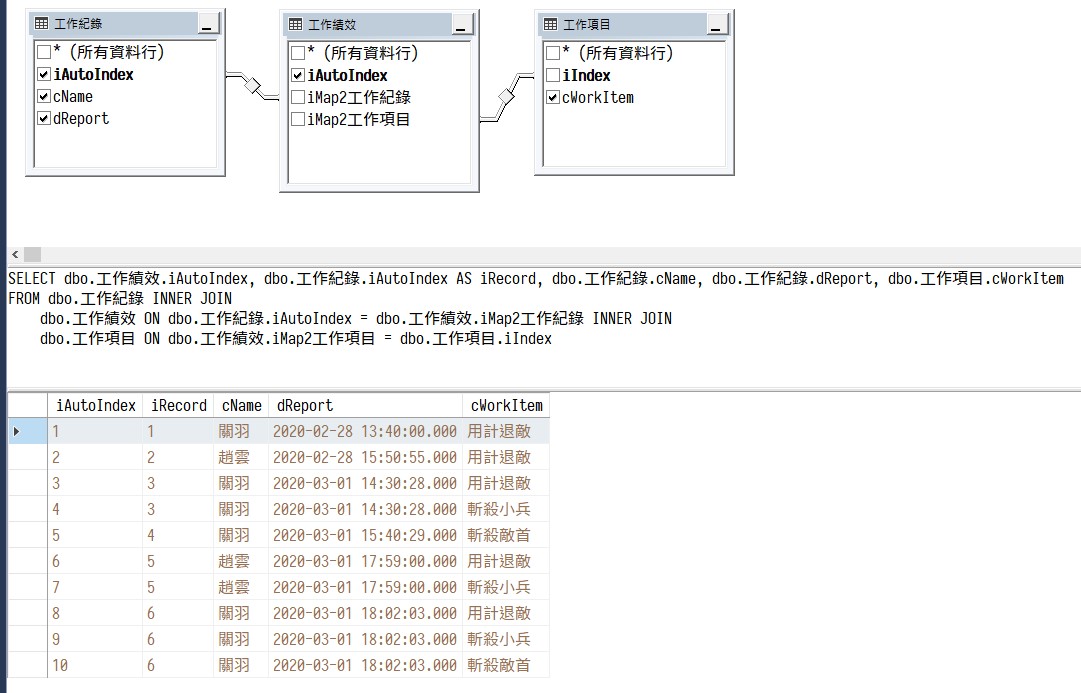 工作紀錄
* (所有資料行)
iAutoIndex
cName
dReport
工作績效
* (所有資料行)
iAutoIndex
iMap2工作紀錄
iMap2工作項目
工作項目
* (所有資料行)
iIndex
cWorkItem
SELECT dbo.工作績效.iAutoIndex, dbo.工作紀錄.iAutoIndex AS iRecord, dbo.工作紀錄.cName, dbo.工作紀錄.dReport, dbo.工作項目.cWorkItem
FROM dbo.工作紀錄 INNER JOIN
dbo.工作績效 ON dbo.工作紀錄.iAutoIndex = dbo.工作績效.iMap2工作紀錄 INNER JOIN
dbo.工作項目 ON dbo.工作績效.iMap2工作項目 = dbo.工作項目.iIndex
iAutoIndex iRecord cName dReport cWorkItem
1 1 關羽 2020-02-28 13:40:00.000 用計退敵
2 2 趙雲 2020-02-28 15:50:55.000 用計退敵
3 3 關羽 2020-03-01 14:30:28.000 用計退敵
4 3 關羽 2020-03-01 14:30:28.000 斬殺小兵
5 4 關羽 2020-03-01 15:40:29.000 斬殺敵首
6 5 趙雲 2020-03-01 17:59:00.000 用計退敵
7 5 趙雲 2020-03-01 17:59:00.000 斬殺小兵
8 6 關羽 2020-03-01 18:02:03.000 用計退敵
9 6 關羽 2020-03-01 18:02:03.000 斬殺小兵
10 6 關羽 2020-03-01 18:02:03.000 斬殺敵首